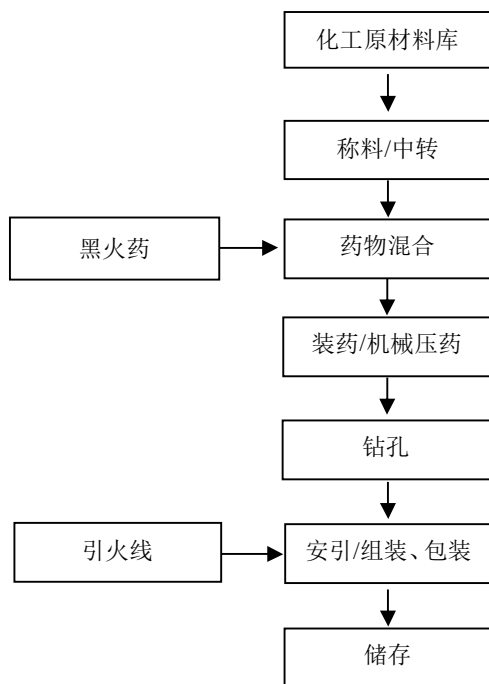 化工原材料库
称料/中转
黑火药
药物混合
装药/机械压药
钻孔
引火线
安引/组装、包装
储存